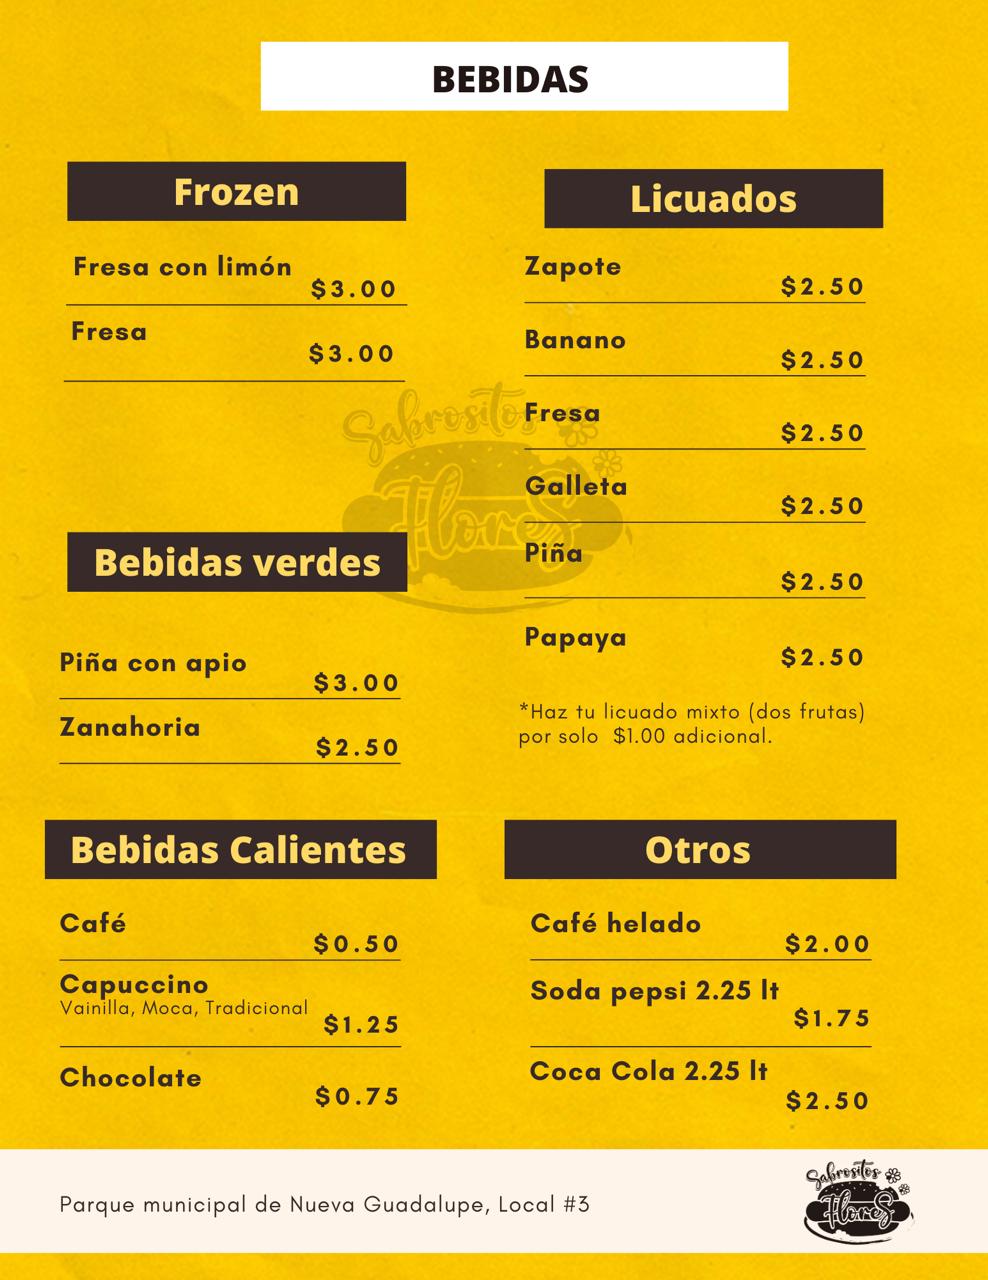 BEBIDAS
Frozen
Fresa con limón
$3.00
Fresa
$3.00
Bebidas verdes
Piña con apio
$3.00
Zanahoria
$2.50
Licuados
Zapote
$2.50
Banano
$2.50
Fresa
$2.50
Galleta
$2.50
Piña
$2.50
Papaya
$2.50
*Haz tu licuado mixto (dos frutas)
por solo $1.00 adicional.
Sabrositos
Flores
Bebidas Calientes
Café
$0.50
Capuccino
Vainilla, Moca, Tradicional
$1.25
Chocolate
$0.75
Otros
Café helado
$2.00
Soda pepsi 2.25 lt
$1.75
Coca Cola 2.25 lt
$2.50
Parque municipal de Nueva Guadalupe, Local #3
Sabrositos
Flores